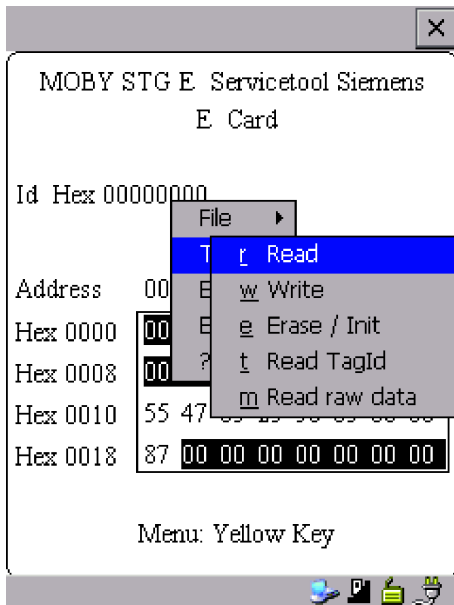 MOBY STG E Servicetool Siemens
E Card
Id Hex 00000000
File
r Read
w Write
e Erase / Init
t Read TagId
m Read raw data
?
Address 00
Hex 0000 00
Hex 0008 00
Hex 0010 55 47
Hex 0018 87 00 00 00 00 00 00 00
Menu: Yellow Key